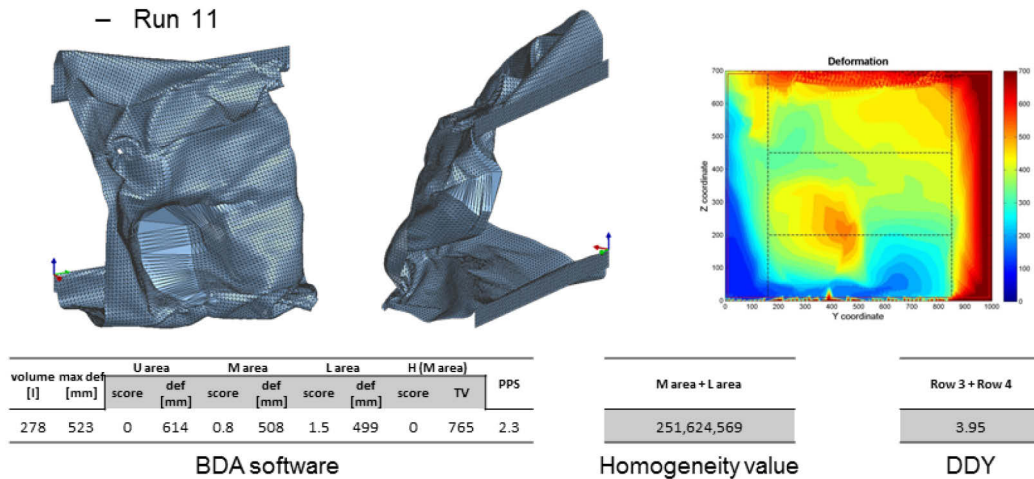 – Run 11
Deformation
700
600
500
400
300
200
100
0
Z coordinate
0 100 200 300 400 500 600 700 800 900 1000
Y coordinate
700
600
500
400
300
200
100
0
volume [l] max def [mm] U area M area L area H (M area) PPS
score def [mm] score def [mm] score def [mm] score TV
278 523 0 614 0.8 508 1.5 499 0 765 2.3
BDA software
M area + L area
251,624,569
Homogeneity value
Row 3 + Row 4
3.95
DDY